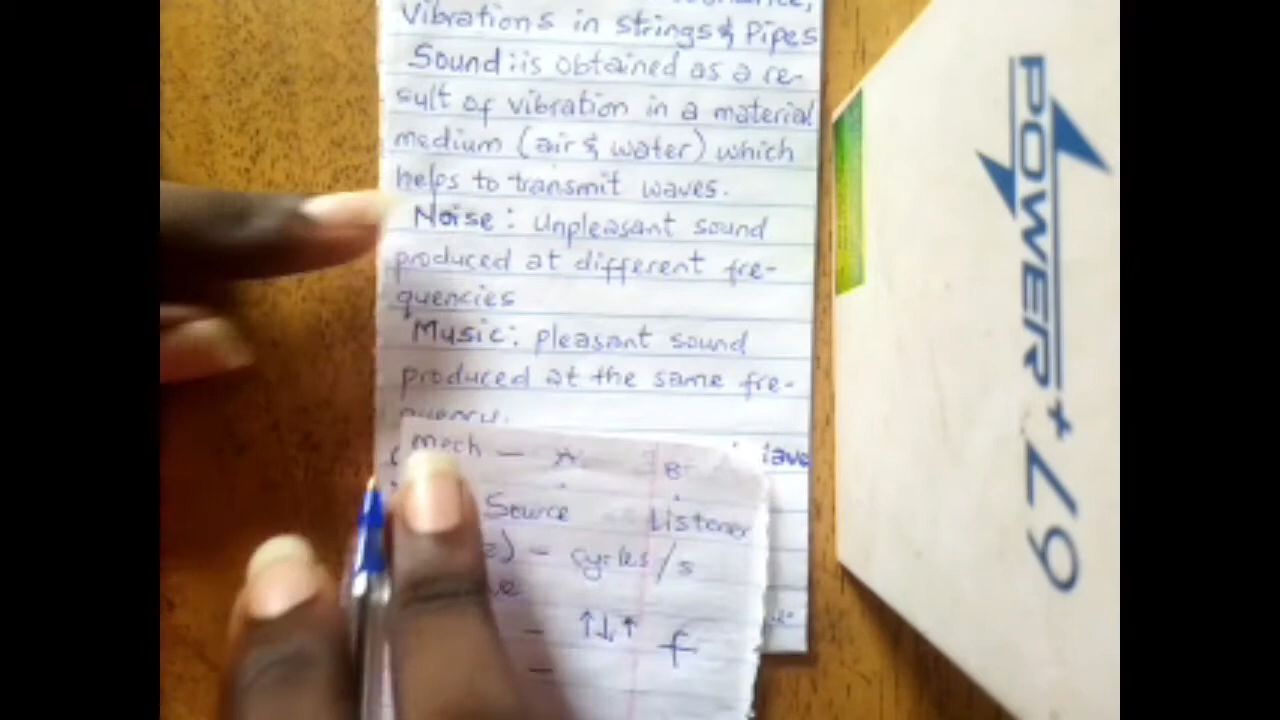 Vibrations in strings & Pipes
Sound: is obtained as a re-
sult of vibration in a material
medium (air & water) which
helps to transmit waves.
Noise: Unpleasant sound
produced at different fre-
quencies
Music: pleasant sound
produced at the same fre-
quency.
mech - A B
Source Listener
- cycles/s
- ↑↓↑ f
-
POWER+ L9